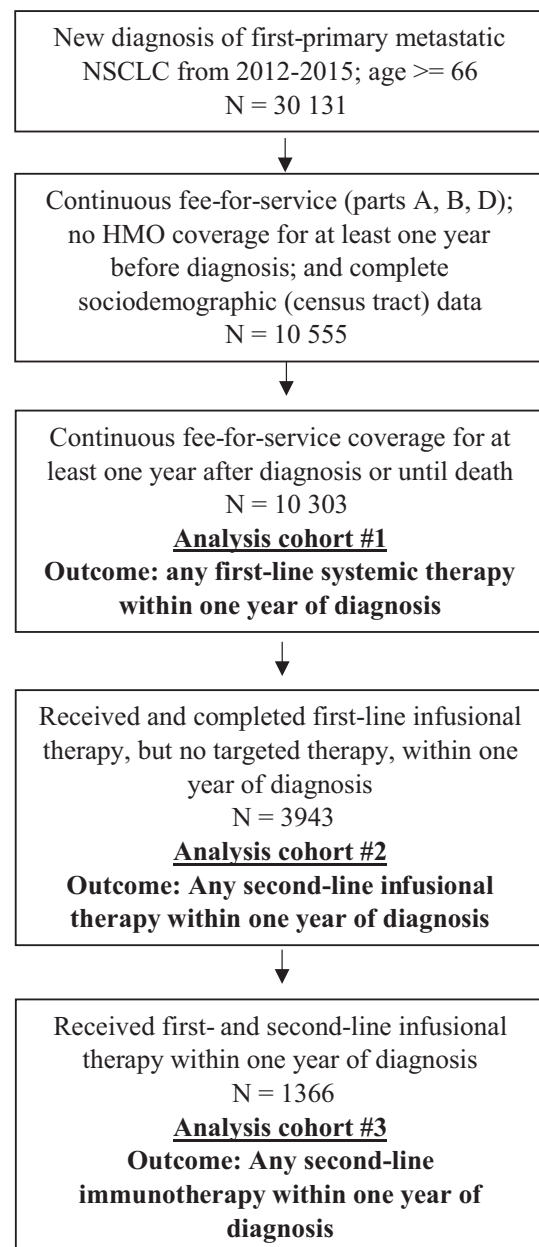 New diagnosis of first-primary metastatic
NSCLC from 2012-2015; age >= 66
N = 30 131
Continuous fee-for-service (parts A, B, D);
no HMO coverage for at least one year
before diagnosis; and complete
sociodemographic (census tract) data
N = 10 555
Continuous fee-for-service coverage for at
least one year after diagnosis or until death
N = 10 303
Analysis cohort #1
Outcome: any first-line systemic therapy
within one year of diagnosis
Received and completed first-line infusional
therapy, but no targeted therapy, within one
year of diagnosis
N = 3943
Analysis cohort #2
Outcome: Any second-line infusional
therapy within one year of diagnosis
Received first- and second-line infusional
therapy within one year of diagnosis
N = 1366
Analysis cohort #3
Outcome: Any second-line
immunotherapy within one year of
diagnosis